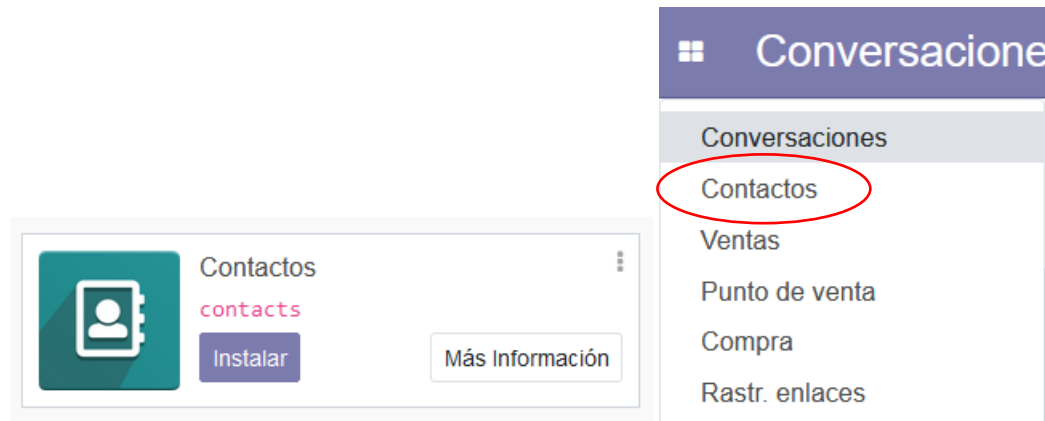 Contactos
contacts
Instalar
Más Información
Conversacione
Conversaciones
Contactos
Ventas
Punto de venta
Compra
Rastr. enlaces